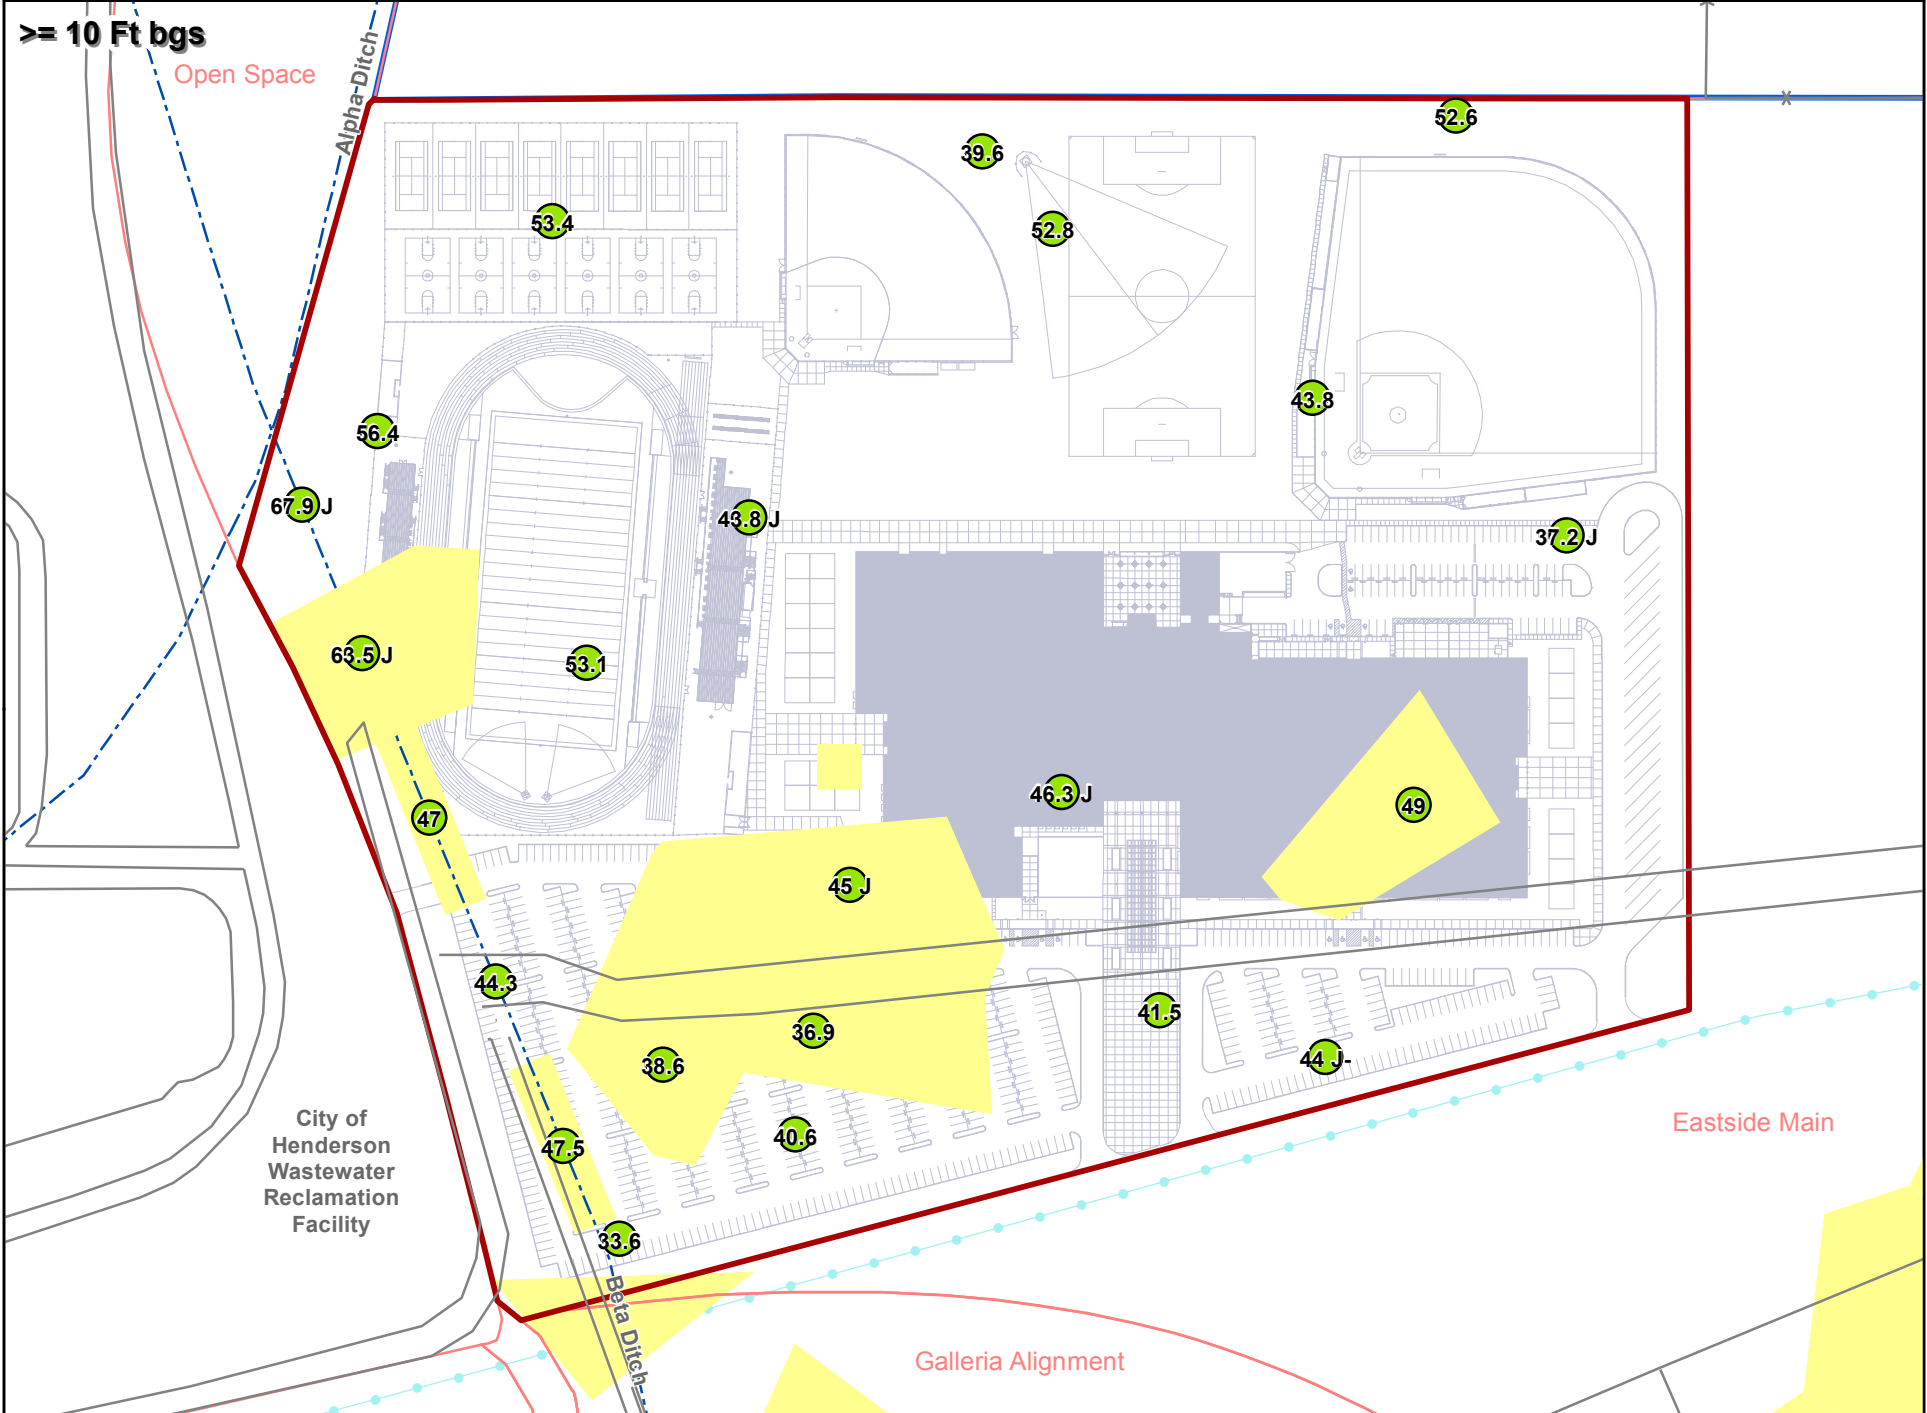 >= 10 Ft bgs
Open Space
Alpha Ditch
52.6
39.6
53.4
52.8
43.8
56.4
67.9 J
43.8 J
37.2 J
63.5 J
53.1
46.3 J
49
47
45 J
44.3
41.5
36.9
44 J-
38.6
40.6
47.5
33.6
City of
Henderson
Wastewater
Reclamation
Facility
Eastside Main
Beta Ditch
Galleria Alignment